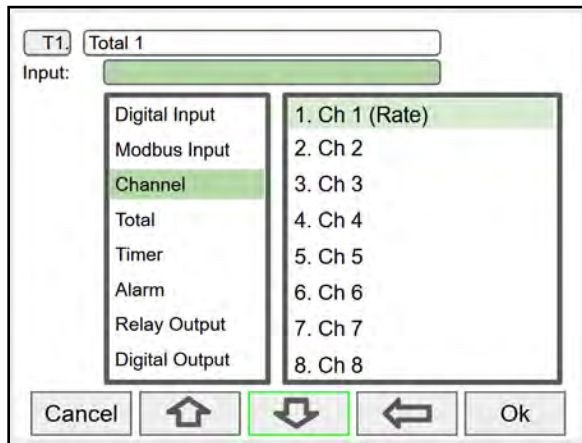 T1. Total 1
Input:
Digital Input
Modbus Input
Channel
Total
Timer
Alarm
Relay Output
Digital Output
1. Ch 1 (Rate)
2. Ch 2
3. Ch 3
4. Ch 4
5. Ch 5
6. Ch 6
7. Ch 7
8. Ch 8
Cancel
Ok